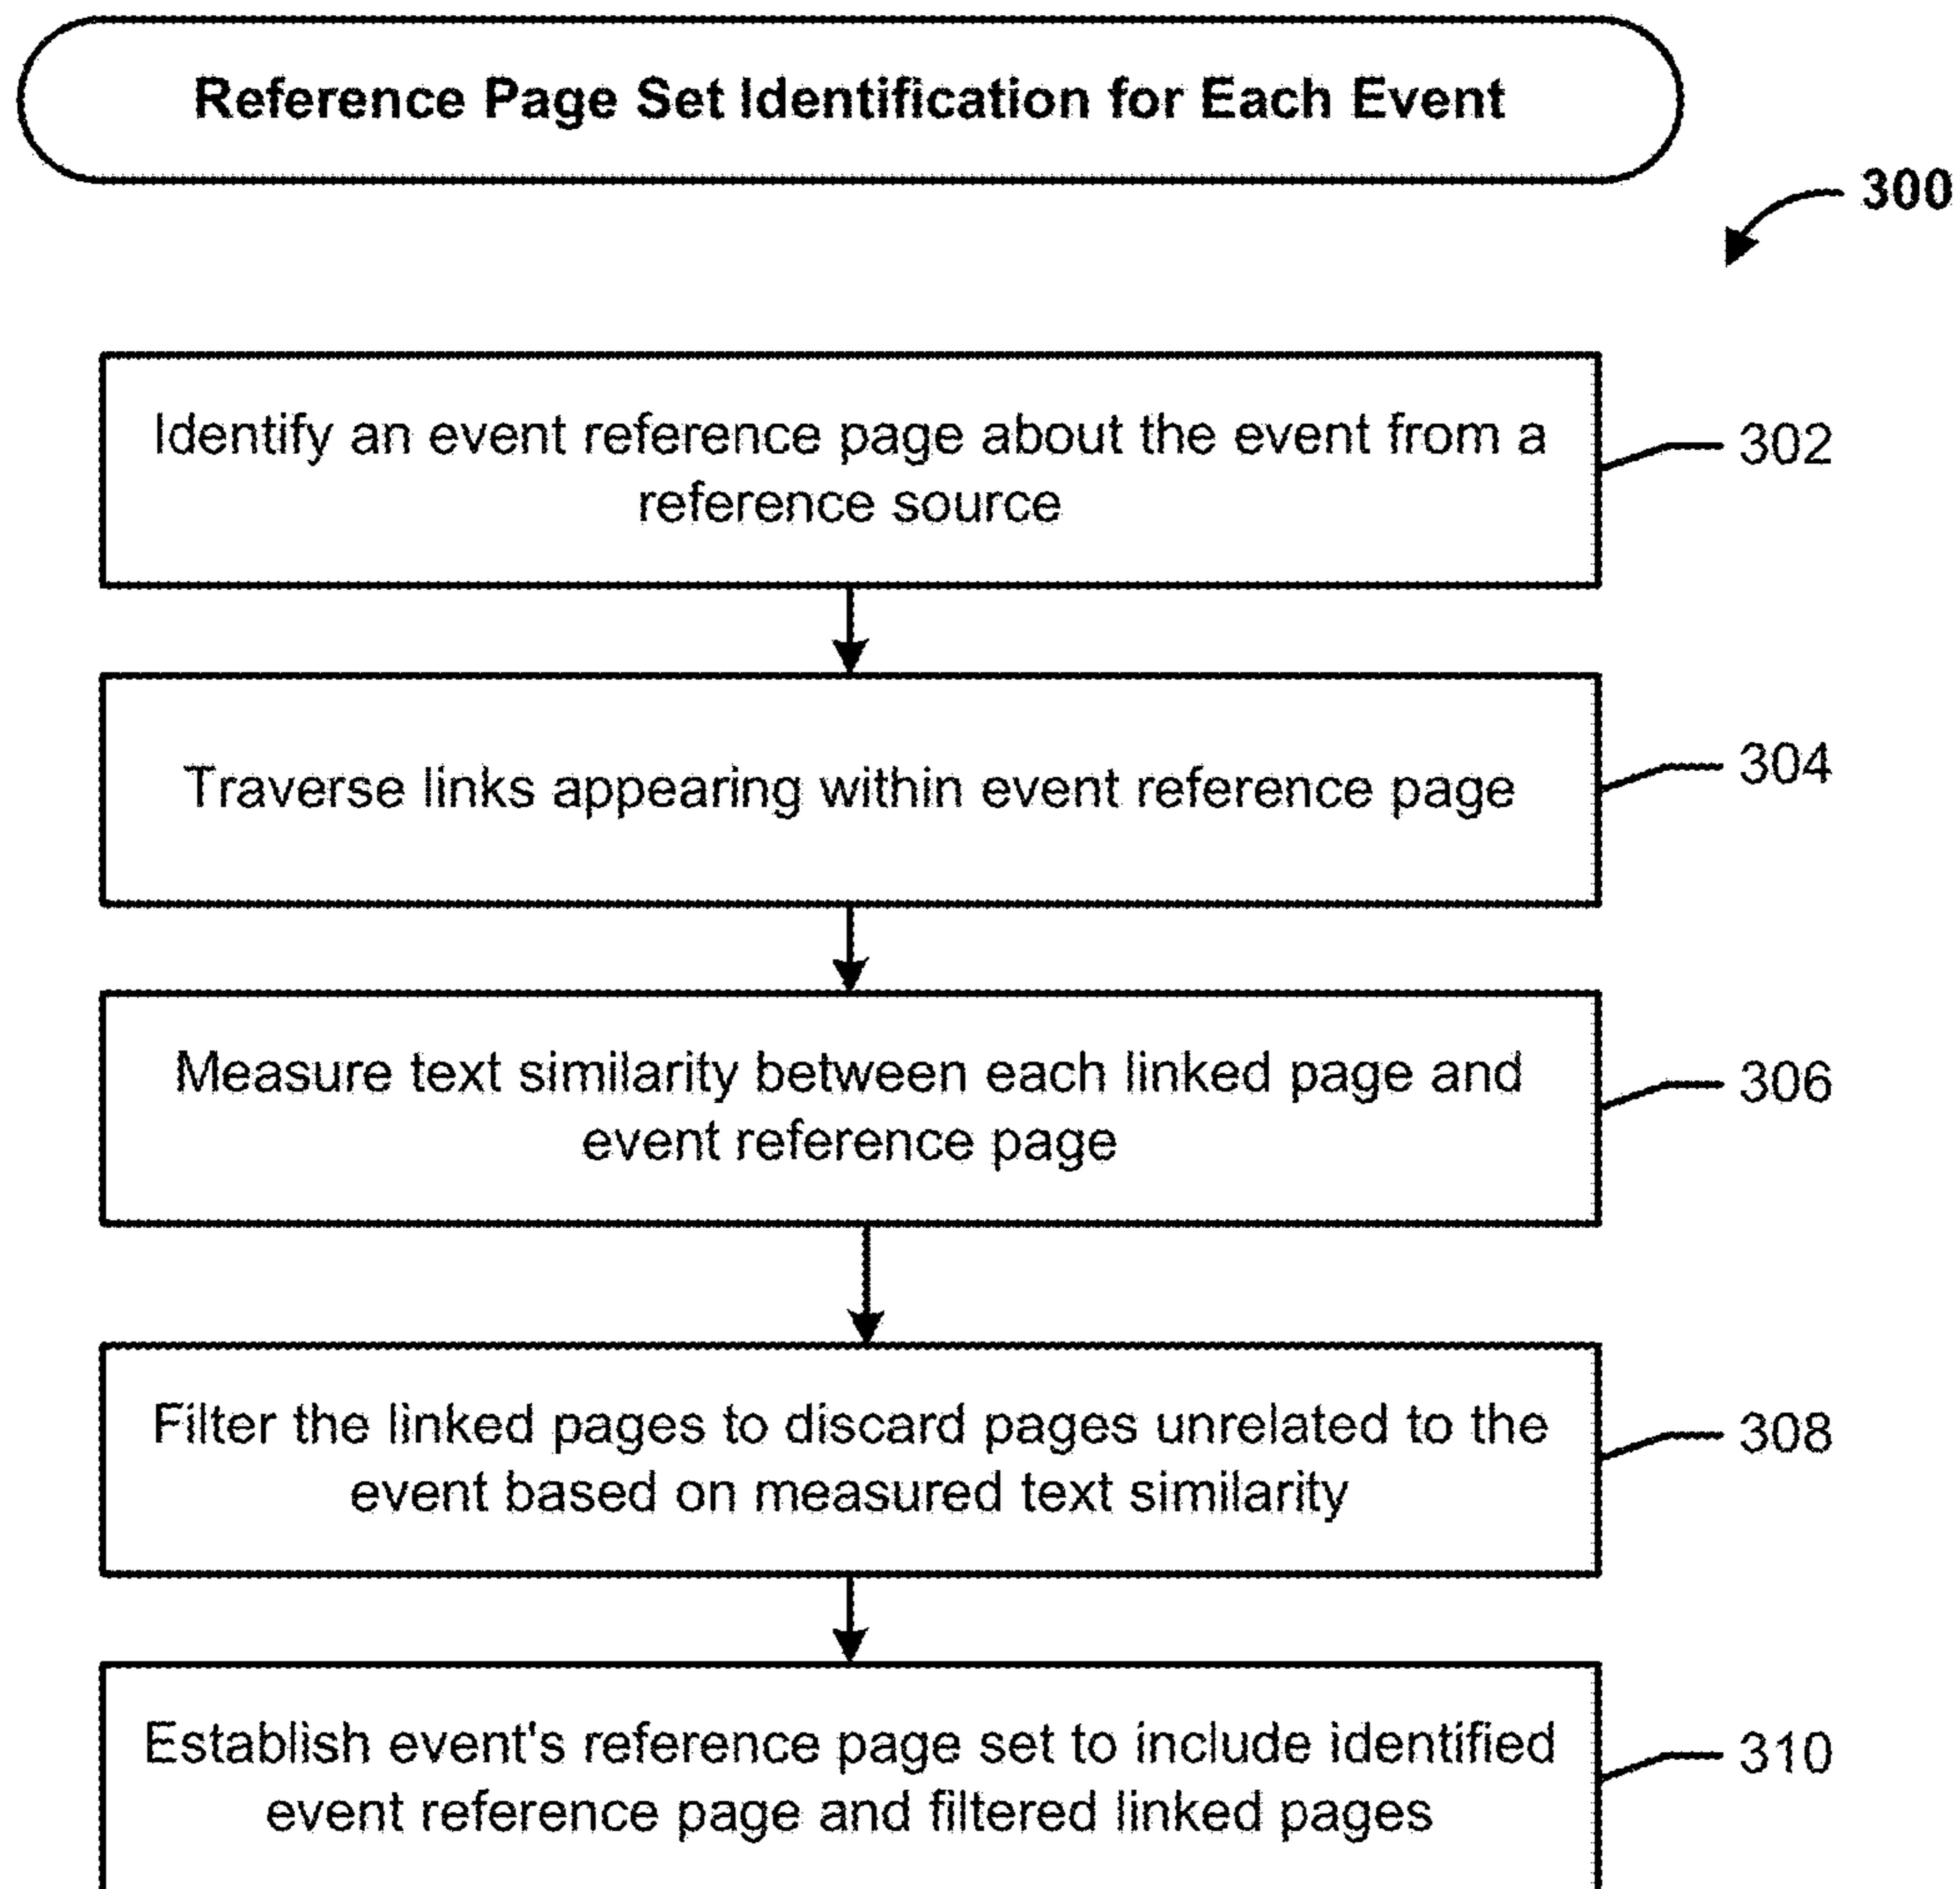 Reference Page Set Identification for Each Event
300
Identify an event reference page about the event from a
reference source
302
Traverse links appearing within event reference page
304
Measure text similarity between each linked page and
event reference page
306
Filter the linked pages to discard pages unrelated to the
event based on measured text similarity
308
Establish event's reference page set to include identified
event reference page and filtered linked pages
310